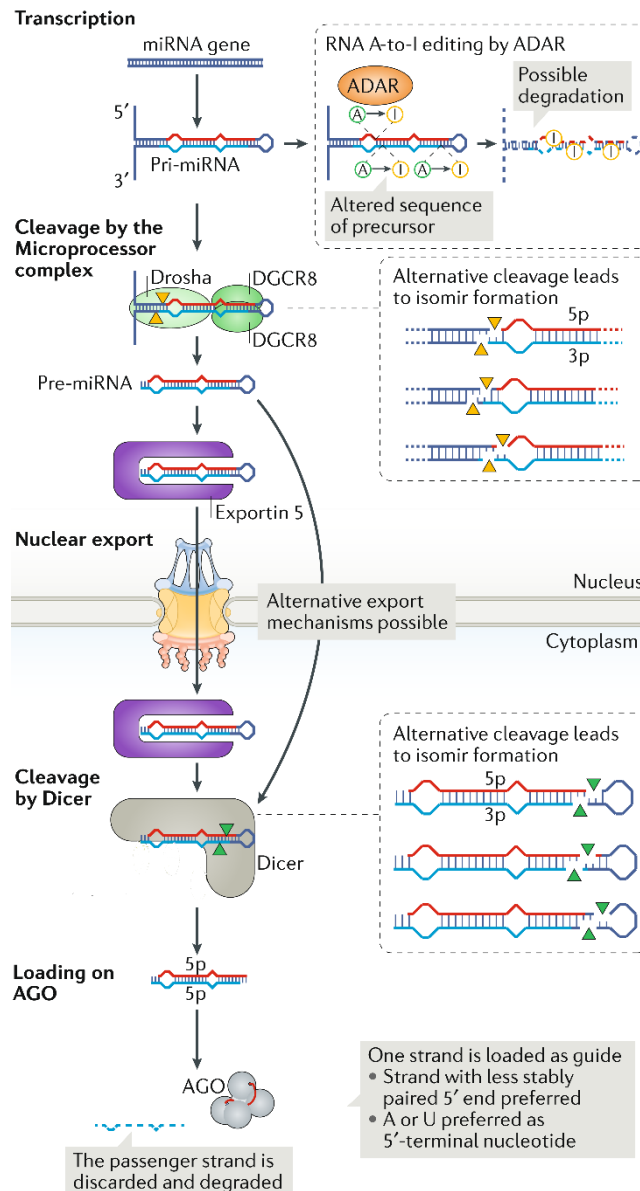 Transcription
miRNA gene
5′
Pri-miRNA
3′
RNA A-to-I editing by ADAR
ADAR
A
I
A
I
A
I
Altered sequence
of precursor
Possible
degradation
I
I
I
Cleavage by the
Microprocessor
complex
Drosha
DGCR8
DGCR8
Alternative cleavage leads
to isomir formation
5p
3p
Pre-miRNA
Exportin 5
Nuclear export
Alternative export
mechanisms possible
Nucleus
Cytoplasm
Cleavage
by Dicer
Dicer
Alternative cleavage leads
to isomir formation
5p
3p
Loading on
AGO
5p
5p
AGO
The passenger strand is
discarded and degraded
One strand is loaded as guide
• Strand with less stably
paired 5′ end preferred
• A or U preferred as
5′-terminal nucleotide